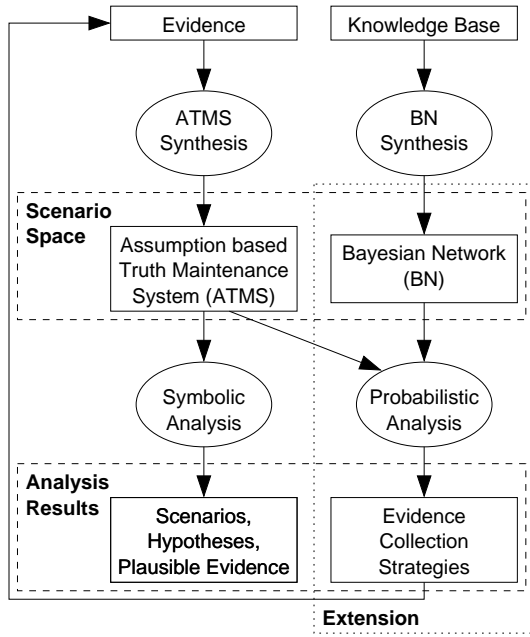 Evidence
Knowledge Base
ATMS
Synthesis
BN
Synthesis
Scenario
Space
Assumption based
Truth Maintenance
System (ATMS)
Bayesian Network
(BN)
Symbolic
Analysis
Probabilistic
Analysis
Analysis
Results
Scenarios,
Hypotheses,
Plausible Evidence
Evidence
Collection
Strategies
Extension